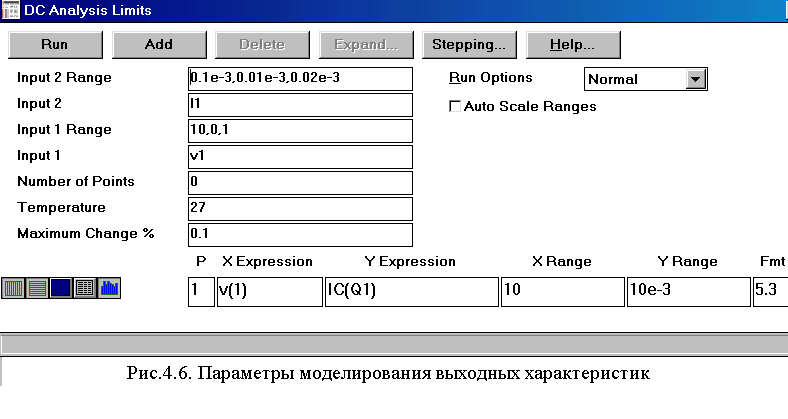 DC Analysis Limits
Run Add Delete Expand... Stepping... Help...
Input 2 Range 0.1e-3,0.01e-3,0.02e-3 Run Options Normal
Input 2 I1 Auto Scale Ranges
Input 1 Range 10,0,1
Input 1 v1
Number of Points 0
Temperature 27
Maximum Change % 0.1
P X Expression Y Expression X Range Y Range Fmt
1 v(1) IC(Q1) 10 10e-3 5.3
Рис.4.6. Параметры моделирования выходных характеристик